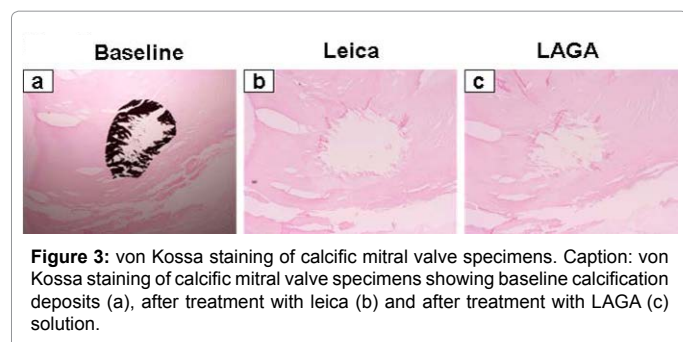 Baseline Leica LAGA
a b c
Figure 3: von Kossa staining of calcific mitral valve specimens. Caption: von
Kossa staining of calcific mitral valve specimens showing baseline calcification
deposits (a), after treatment with leica (b) and after treatment with LAGA (c)
solution.